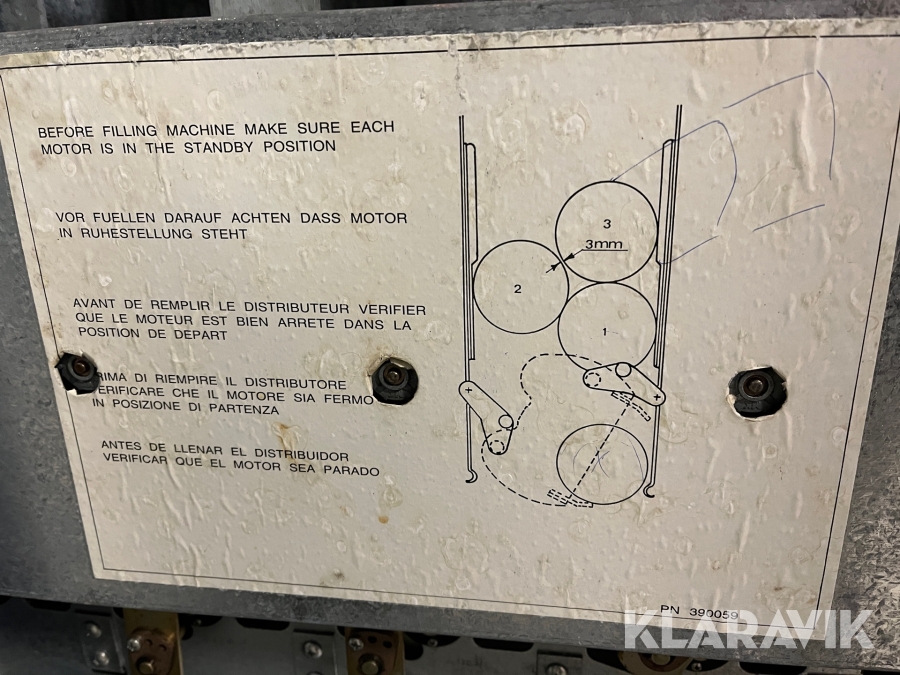 BEFORE FILLING MACHINE MAKE SURE EACH
MOTOR IS IN THE STANDBY POSITION
VOR FUELLEN DARAUF ACHTEN DASS MOTOR
IN RUHESTELLUNG STEHT
AVANT DE REMPLIR LE DISTRIBUTEUR VERIFIER
QUE LE MOTEUR EST BIEN ARRETE DANS LA
POSITION DE DEPART
RIMA DI RIEMPIRE IL DISTRIBUTORE
VERIFICARE CHE IL MOTORE SIA FERMO
IN POSIZIONE DI PARTENZA
ANTES DE LLENAR EL DISTRIBUIDOR
VERIFICAR QUE EL MOTOR SEA PARADO
3
3mm
2
1
PN 390059
KLARAVIK